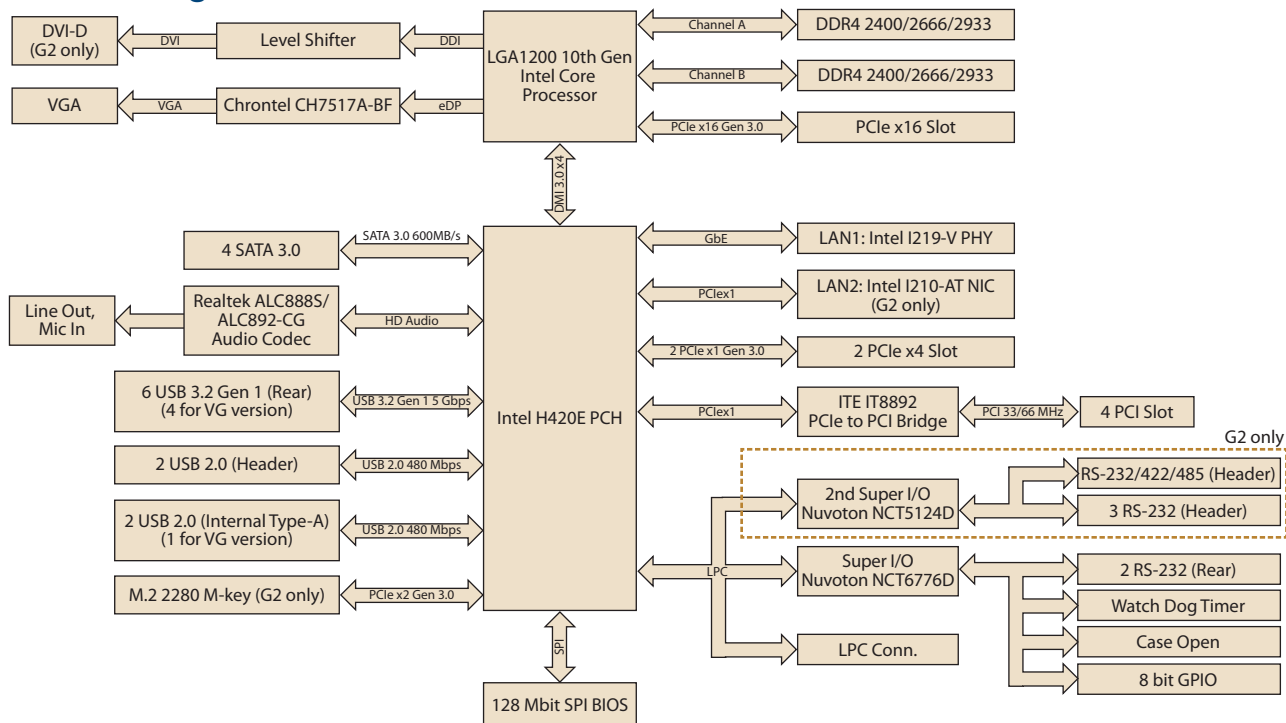 DVI-D
(G2 only)
DVI
Level Shifter
DDI
LGA1200 10th Gen
Intel Core
Processor
Channel A
DDR4 2400/2666/2933
Channel B
DDR4 2400/2666/2933
VGA
VGA
Chrontel CH7517A-BF
eDP
PCIe x16 Gen 3.0
PCIe x16 Slot
DMI 3.0 x4
4 SATA 3.0
SATA 3.0 600MB/s
Line Out,
Mic In
Realtek ALC888S/
ALC892-CG
Audio Codec
HD Audio
6 USB 3.2 Gen 1 (Rear)
(4 for VG version)
USB 3.2 Gen 1 5 Gbps
2 USB 2.0 (Header)
USB 2.0 480 Mbps
2 USB 2.0 (Internal Type-A)
(1 for VG version)
USB 2.0 480 Mbps
M.2 2280 M-key (G2 only)
PCIe x2 Gen 3.0
Intel H420E PCH
GbE
LAN1: Intel I219-V PHY
PCIex1
LAN2: Intel I210-AT NIC
(G2 only)
2 PCIe x1 Gen 3.0
2 PCIe x4 Slot
PCIex1
ITE IT8892
PCIe to PCI Bridge
PCI 33/66 MHz
4 PCI Slot
G2 only
2nd Super I/O
Nuvoton NCT5124D
RS-232/422/485 (Header)
3 RS-232 (Header)
LPC
Super I/O
Nuvoton NCT6776D
2 RS-232 (Rear)
Watch Dog Timer
Case Open
8 bit GPIO
LPC Conn.
SPI
128 Mbit SPI BIOS